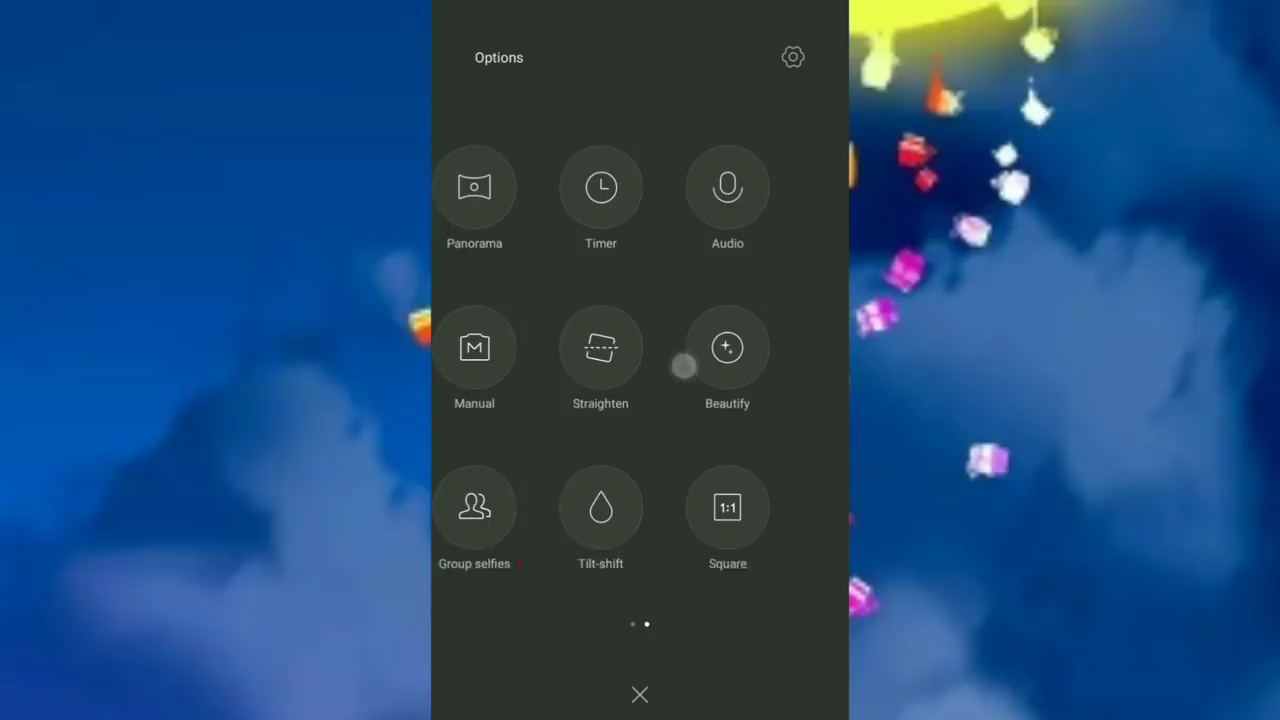 Options
Panorama Timer Audio
M
Manual Straighten Beautify
1:1
Group selfies Tilt-shift Square